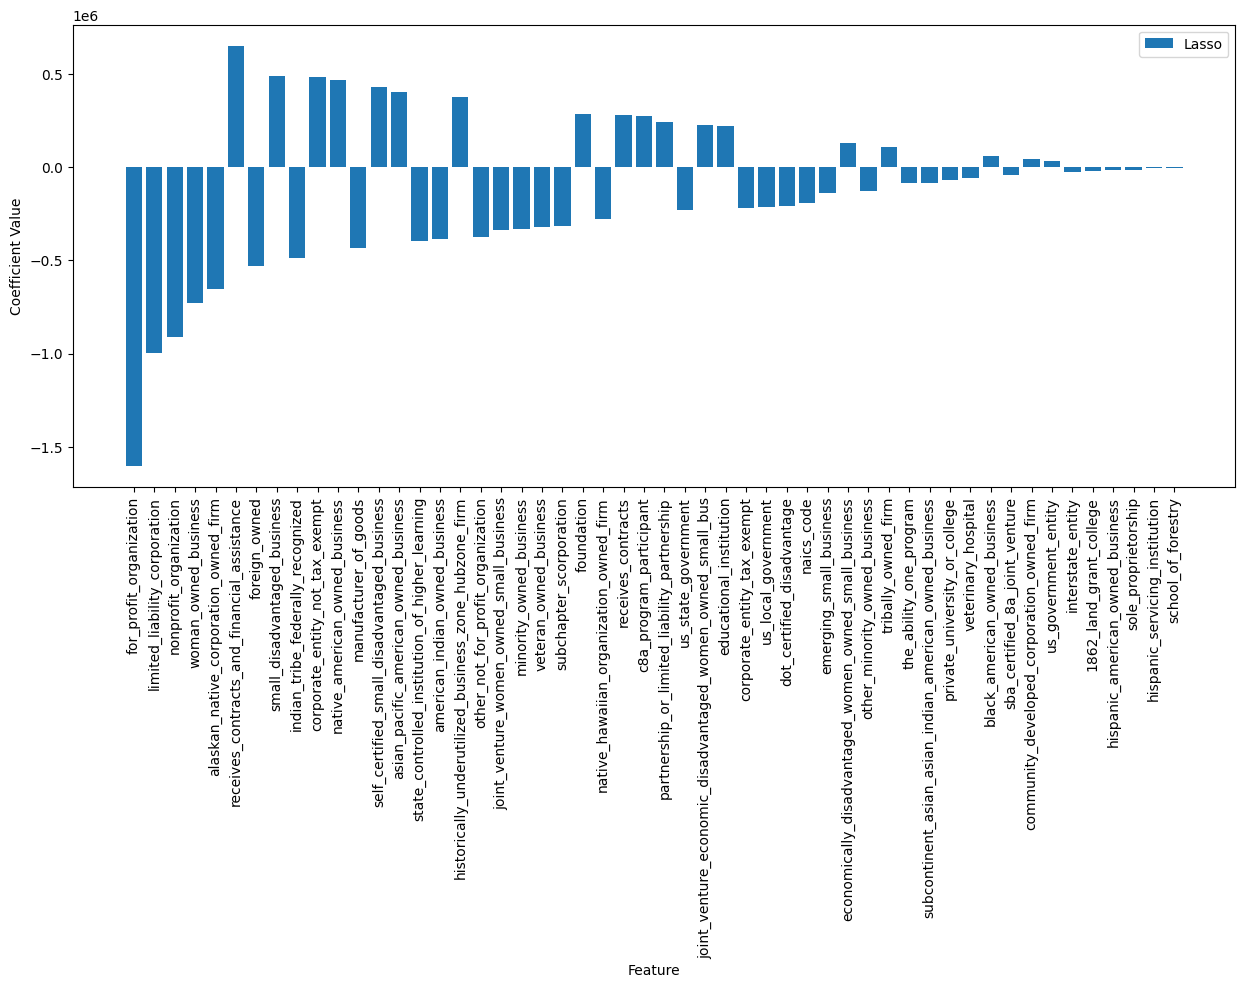 1e6
Lasso
0.5
0.0
−0.5
−1.0
−1.5
Coefficient Value
for_profit_organization
limited_liability_corporation
nonprofit_organization
woman_owned_business
alaskan_native_corporation_owned_firm
receives_contracts_and_financial_assistance
foreign_owned
small_disadvantaged_business
indian_tribe_federally_recognized
corporate_entity_not_tax_exempt
native_american_owned_business
manufacturer_of_goods
self_certified_small_disadvantaged_business
asian_pacific_american_owned_business
state_controlled_institution_of_higher_learning
american_indian_owned_business
historically_underutilized_business_zone_hubzone_firm
other_not_for_profit_organization
joint_venture_women_owned_small_business
minority_owned_business
veteran_owned_business
subchapter_scorporation
foundation
native_hawaiian_organization_owned_firm
receives_contracts
c8a_program_participant
partnership_or_limited_liability_partnership
us_state_government
joint_venture_economic_disadvantaged_women_owned_small_bus
educational_institution
corporate_entity_tax_exempt
us_local_government
dot_certified_disadvantage
naics_code
emerging_small_business
economically_disadvantaged_women_owned_small_business
other_minority_owned_business
tribally_owned_firm
the_ability_one_program
subcontinent_asian_asian_indian_american_owned_business
private_university_or_college
veterinary_hospital
black_american_owned_business
sba_certified_8a_joint_venture
community_developed_corporation_owned_firm
us_government_entity
interstate_entity
1862_land_grant_college
hispanic_american_owned_business
sole_proprietorship
hispanic_servicing_institution
school_of_forestry
Feature